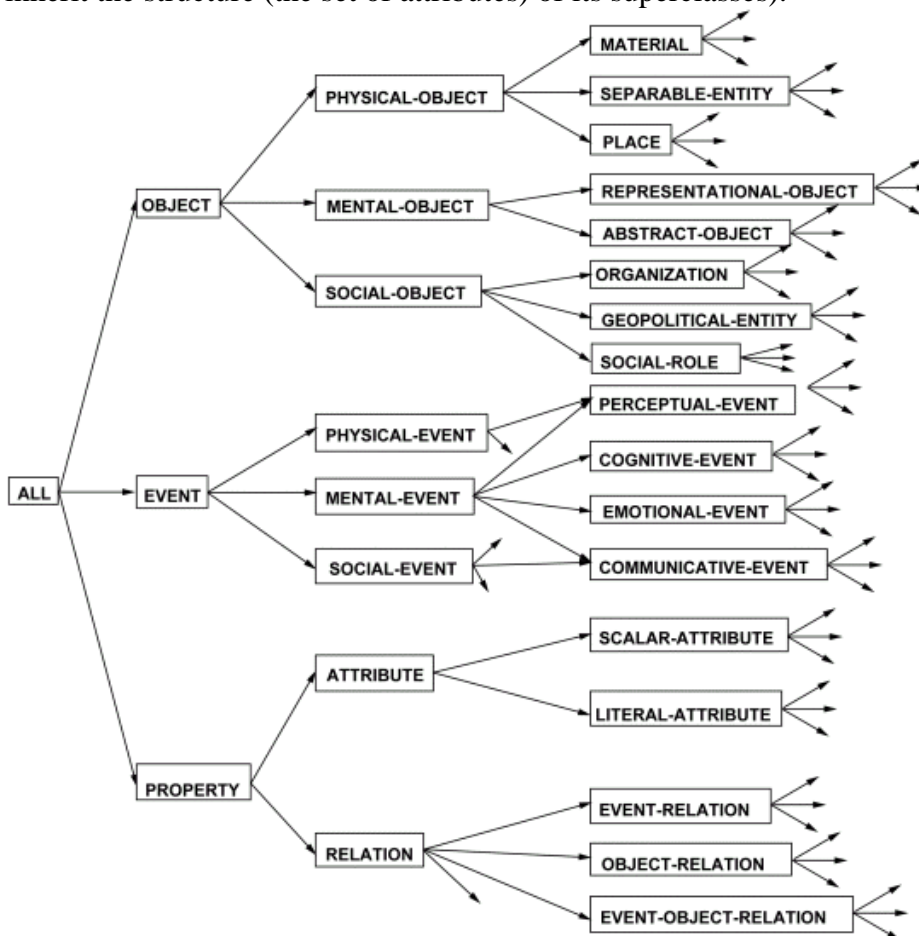 inherit the structure (the set of attributes) of its superclasses).
MATERIAL
PHYSICAL-OBJECT
SEPARABLE-ENTITY
PLACE
OBJECT
MENTAL-OBJECT
REPRESENTATIONAL-OBJECT
ABSTRACT-OBJECT
SOCIAL-OBJECT
ORGANIZATION
GEOPOLITICAL-ENTITY
SOCIAL-ROLE
PHYSICAL-EVENT
PERCEPTUAL-EVENT
COGNITIVE-EVENT
ALL
EVENT
MENTAL-EVENT
EMOTIONAL-EVENT
SOCIAL-EVENT
COMMUNICATIVE-EVENT
SCALAR-ATTRIBUTE
ATTRIBUTE
LITERAL-ATTRIBUTE
PROPERTY
EVENT-RELATION
RELATION
OBJECT-RELATION
EVENT-OBJECT-RELATION